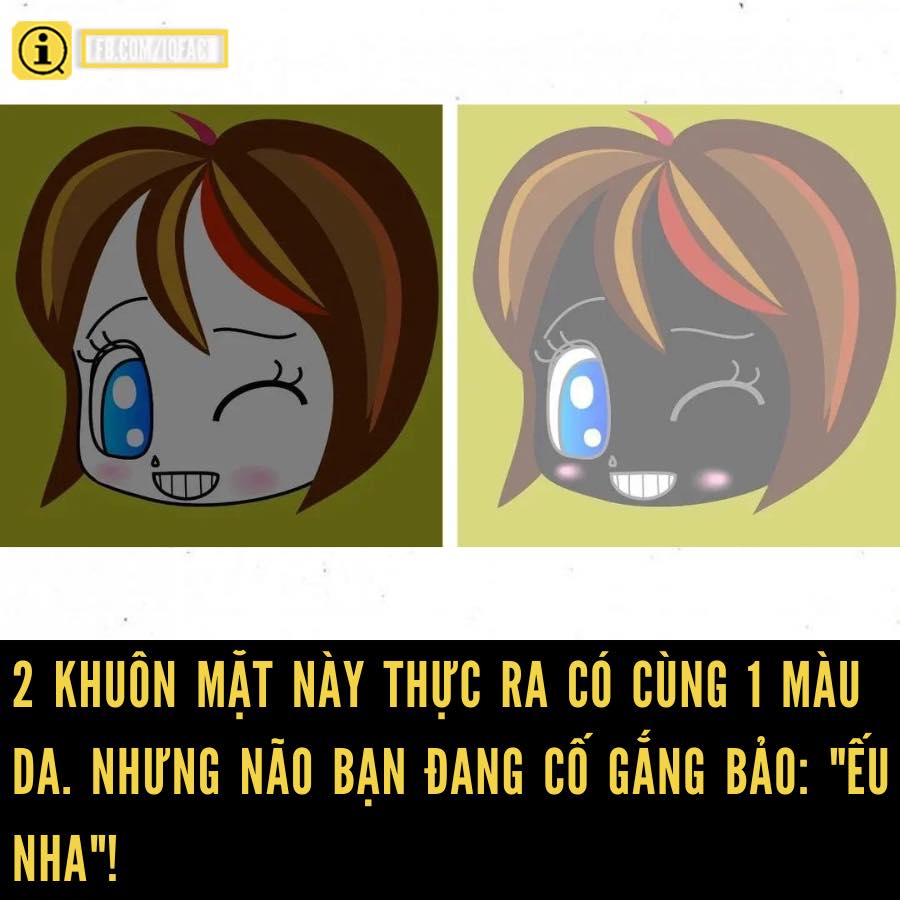 FB.COM/IQFACT
2 KHUÔN MẶT NÀY THỰC RA CÓ CÙNG 1 MÀU
DA. NHƯNG NÃO BẠN ĐANG CỐ GẮNG BẢO: "ẾU
NHA"!